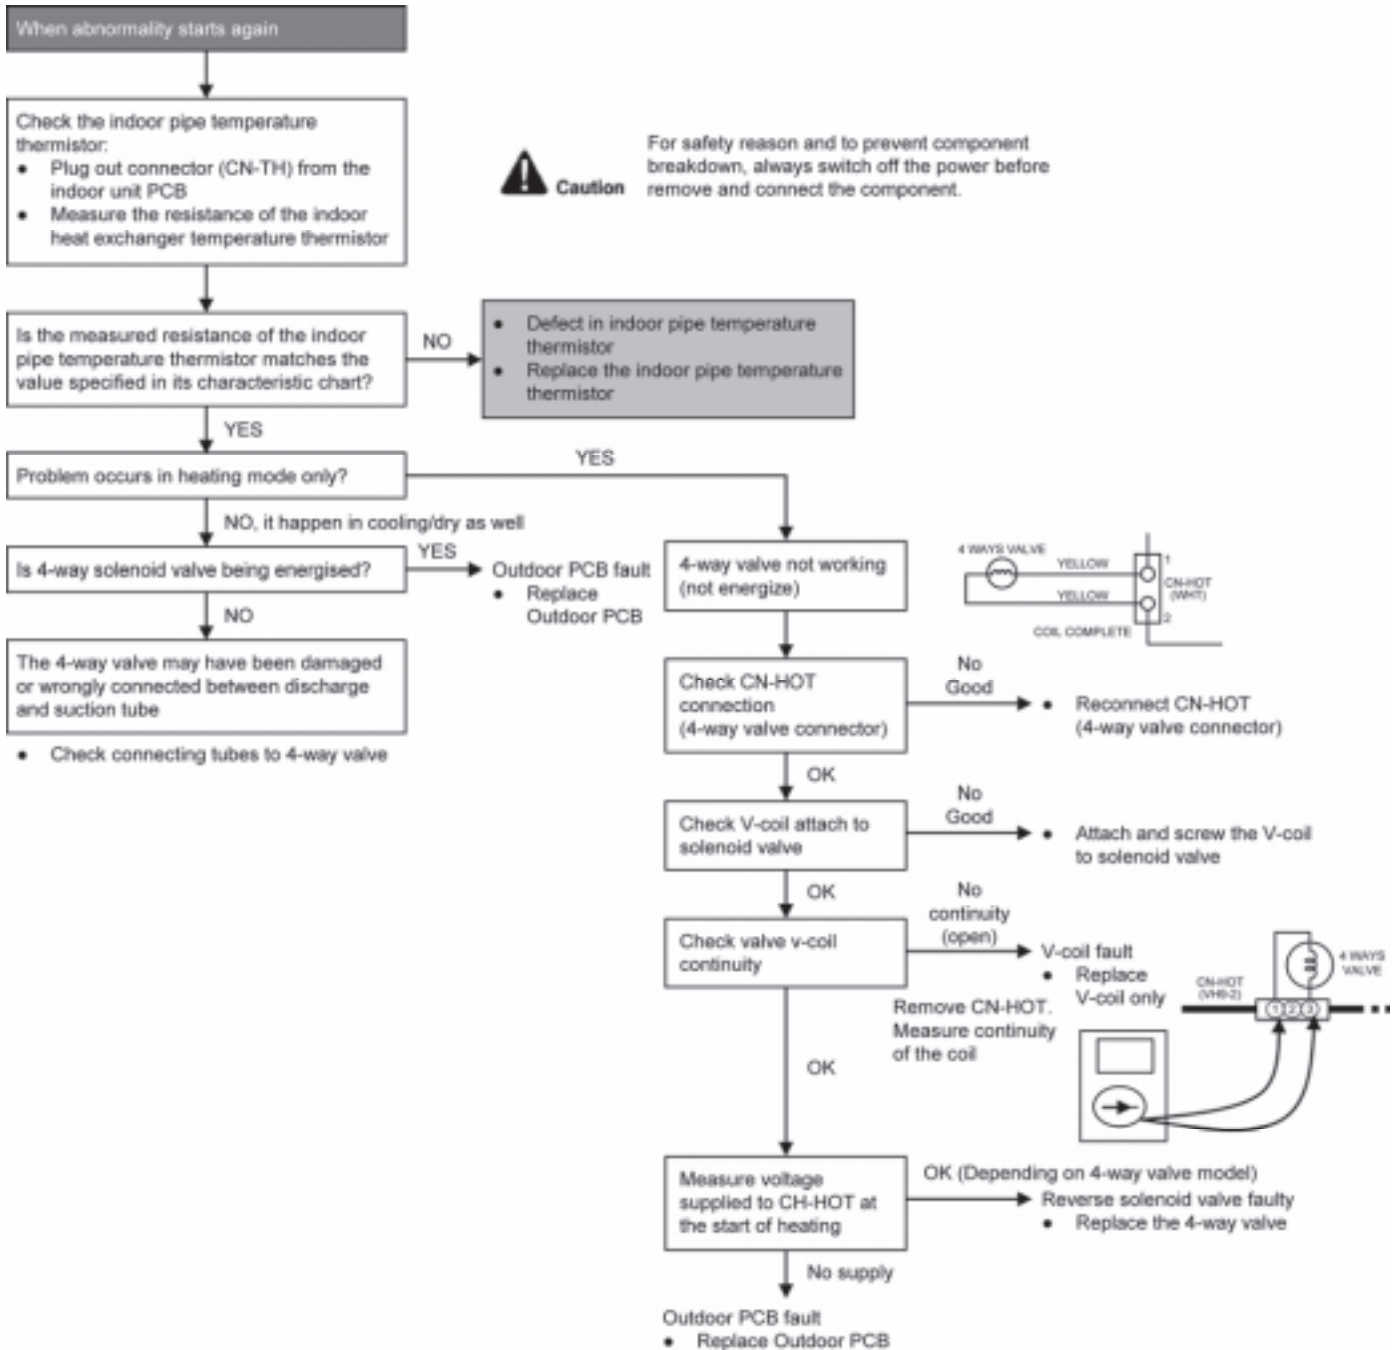 When abnormality starts again
Check the indoor pipe temperature
thermistor:
● Plug out connector (CN-TH) from the
indoor unit PCB
● Measure the resistance of the indoor
heat exchanger temperature thermistor
Caution
For safety reason and to prevent component
breakdown, always switch off the power before
remove and connect the component.
Is the measured resistance of the indoor
pipe temperature thermistor matches the
value specified in its characteristic chart?
NO
● Defect in indoor pipe temperature
thermistor
● Replace the indoor pipe temperature
thermistor
YES
Problem occurs in heating mode only?
YES
NO, it happen in cooling/dry as well
Is 4-way solenoid valve being energised?
YES
Outdoor PCB fault
● Replace
Outdoor PCB
NO
The 4-way valve may have been damaged
or wrongly connected between discharge
and suction tube
● Check connecting tubes to 4-way valve
4-way valve not working
(not energize)
4 WAYS VALVE
YELLOW
YELLOW
1
CN-HOT
(WHT)
2
COIL COMPLETE
Check CN-HOT
connection
(4-way valve connector)
No
Good
● Reconnect CN-HOT
(4-way valve connector)
OK
Check V-coil attach to
solenoid valve
No
Good
● Attach and screw the V-coil
to solenoid valve
OK
Check valve v-coil
continuity
No
continuity
(open)
V-coil fault
● Replace
V-coil only
Remove CN-HOT.
Measure continuity
of the coil
CN-HOT
4 WAYS
VALVE
1 2 3
OK
Measure voltage
supplied to CH-HOT at
the start of heating
OK (Depending on 4-way valve model)
Reverse solenoid valve faulty
● Replace the 4-way valve
No supply
Outdoor PCB fault
● Replace Outdoor PCB